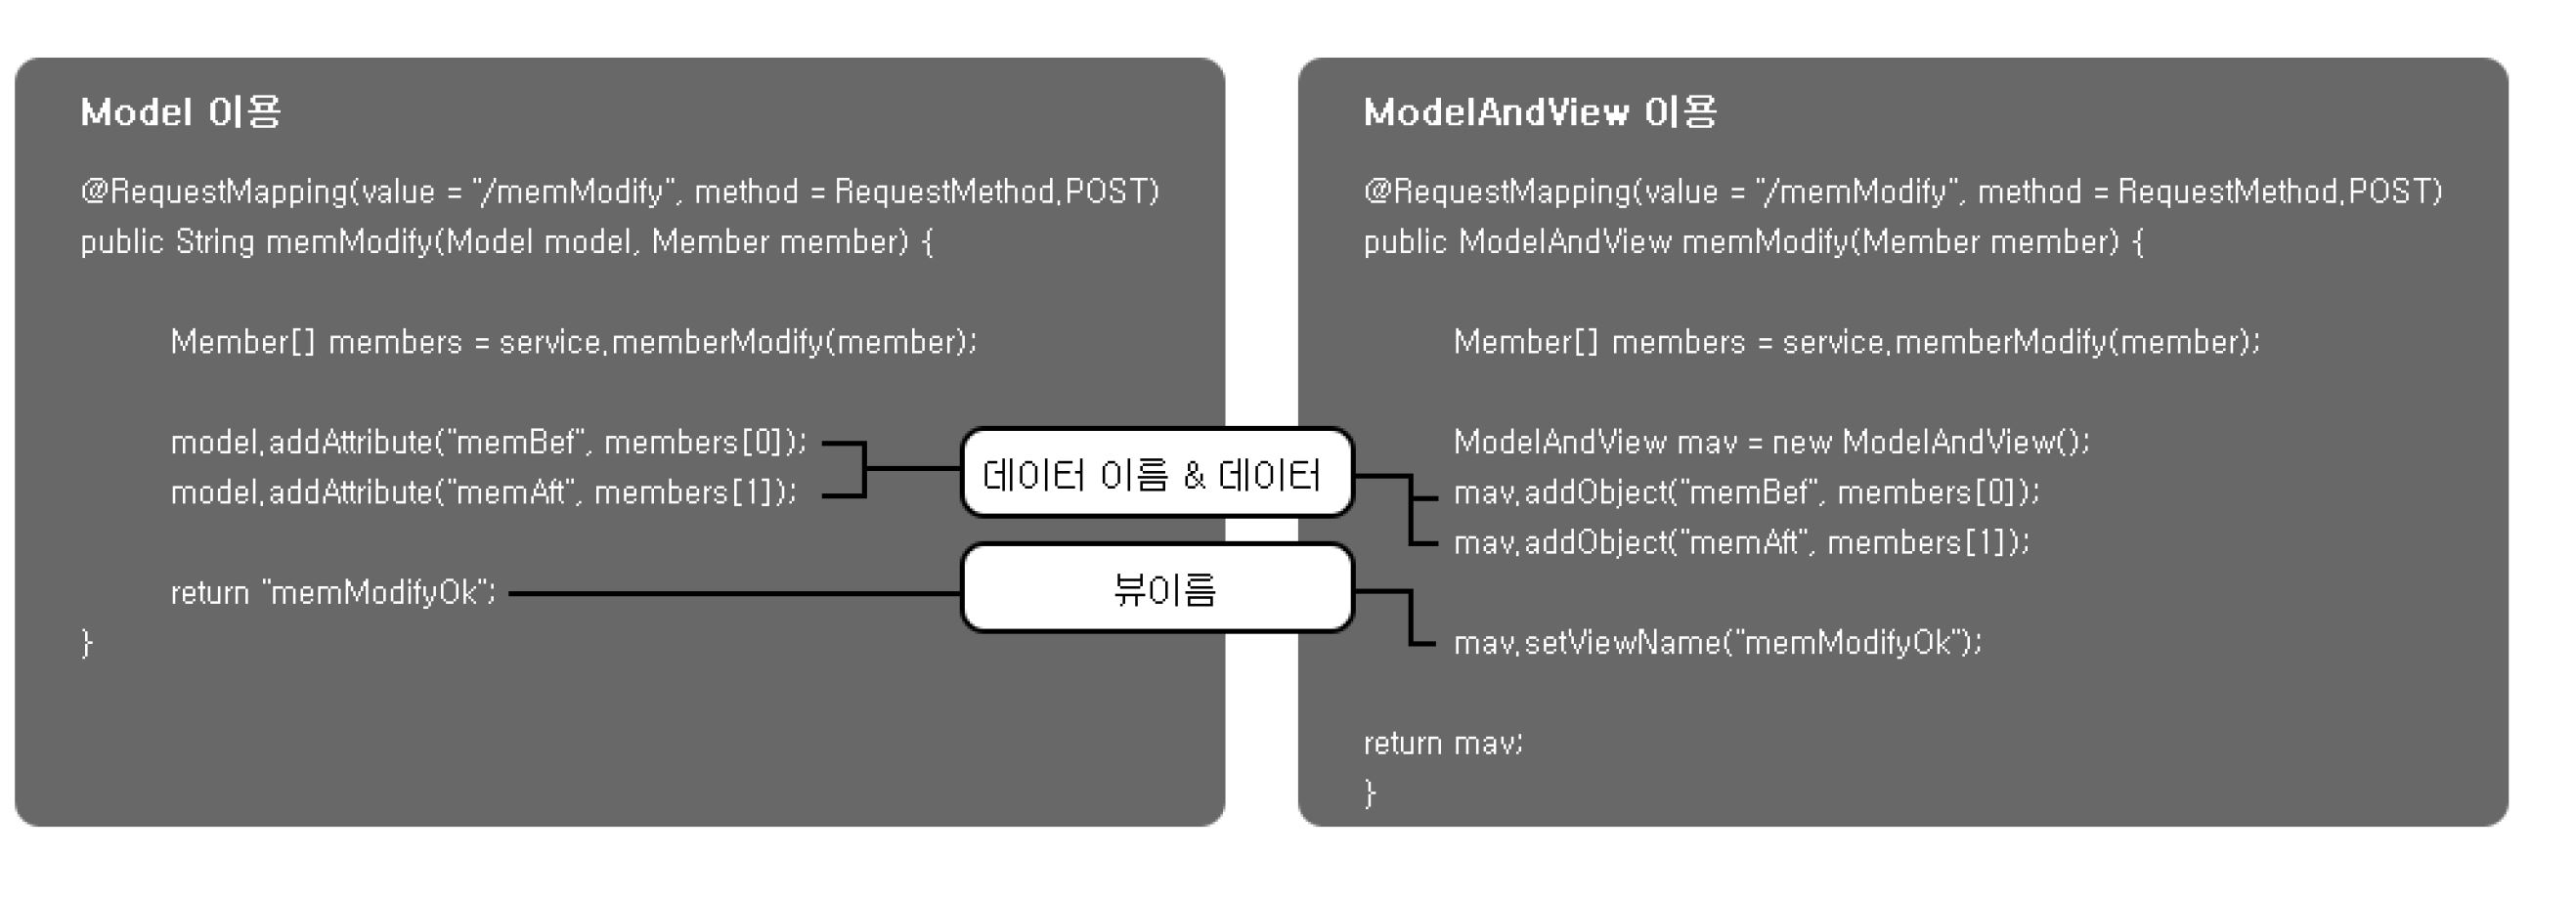 Model 이용
@RequestMapping(value = "/memModify", method = RequestMethod.POST)
public String memModify(Model model, Member member) {
Member[] members = service.memberModify(member);
model.addAttribute("memBef", members[0]);
model.addAttribute("memAft", members[1]);
return "memModifyOk";
}
데이터 이름 & 데이터
뷰이름
ModelAndView 이용
@RequestMapping(value = "/memModify", method = RequestMethod.POST)
public ModelAndView memModify(Member member) {
Member[] members = service.memberModify(member);
ModelAndView mav = new ModelAndView();
mav.addObject("memBef", members[0]);
mav.addObject("memAft", members[1]);
mav.setViewName("memModifyOk");
return mav;
}